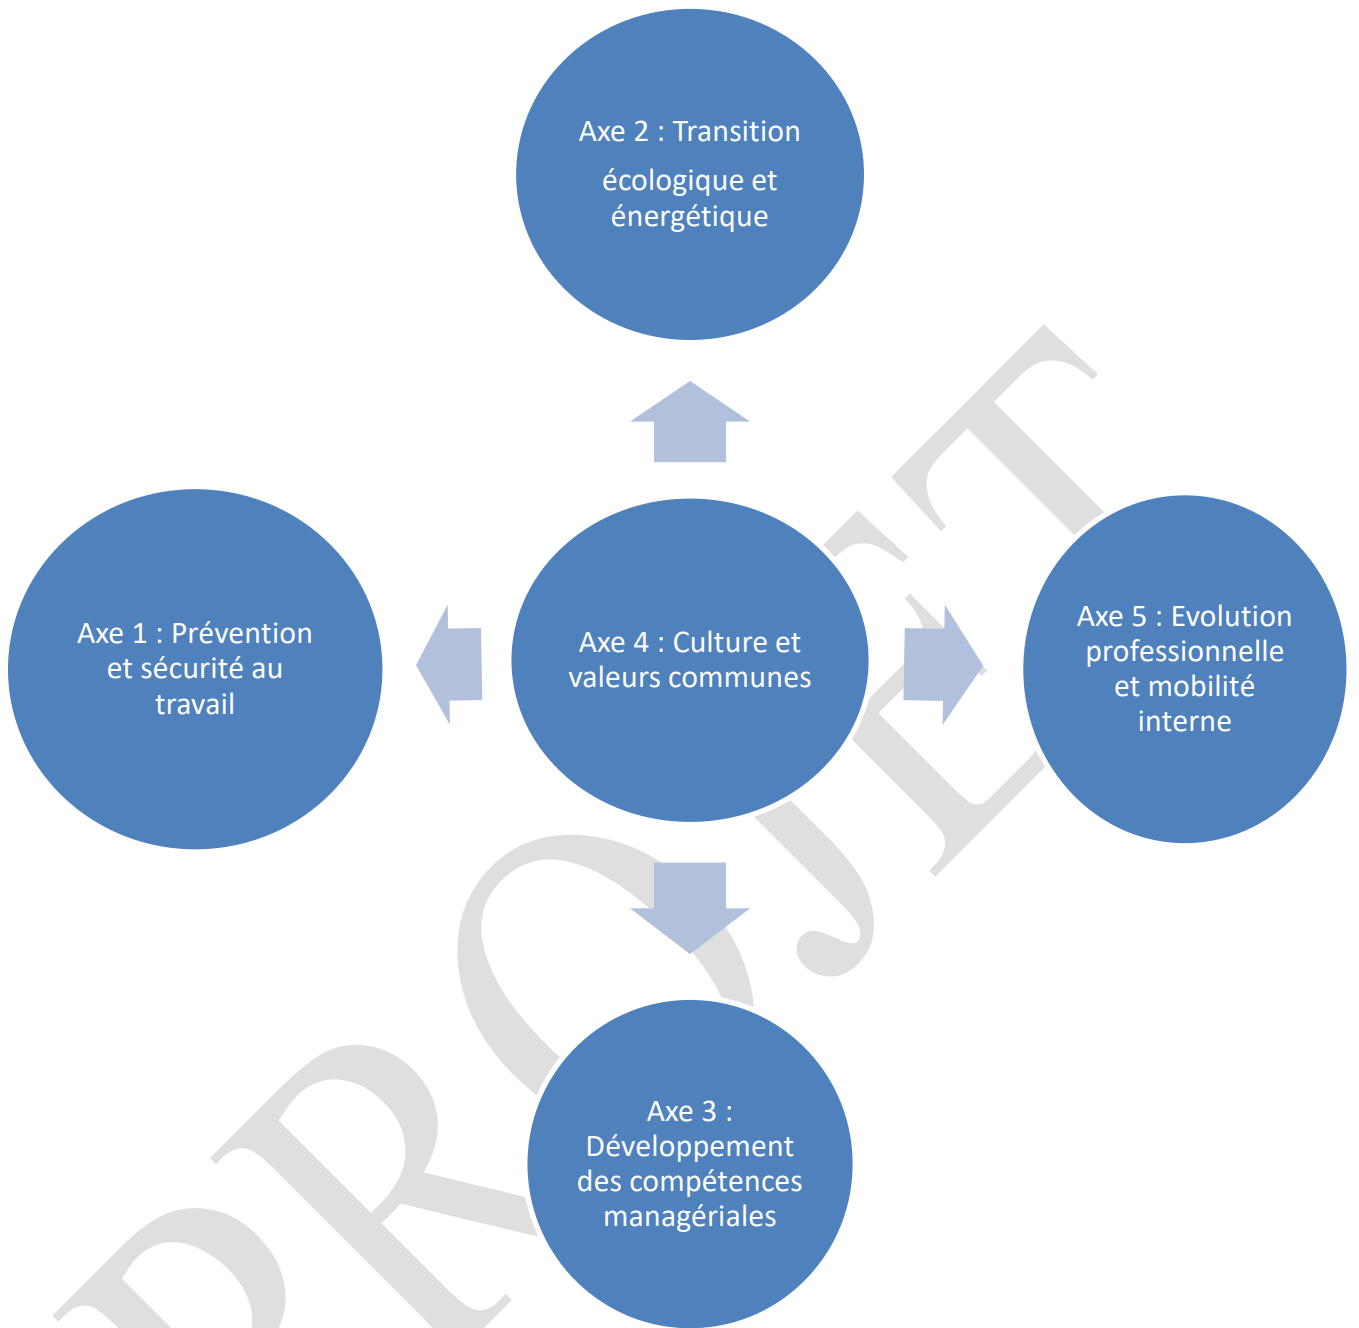 Axe 2 : Transition
écologique et
énergétique
Axe 1 : Prévention
et sécurité au
travail
Axe 4 : Culture et
valeurs communes
Axe 5 : Evolution
professionnelle
et mobilité
interne
Axe 3 :
Développement
des compétences
managériales
PROJET